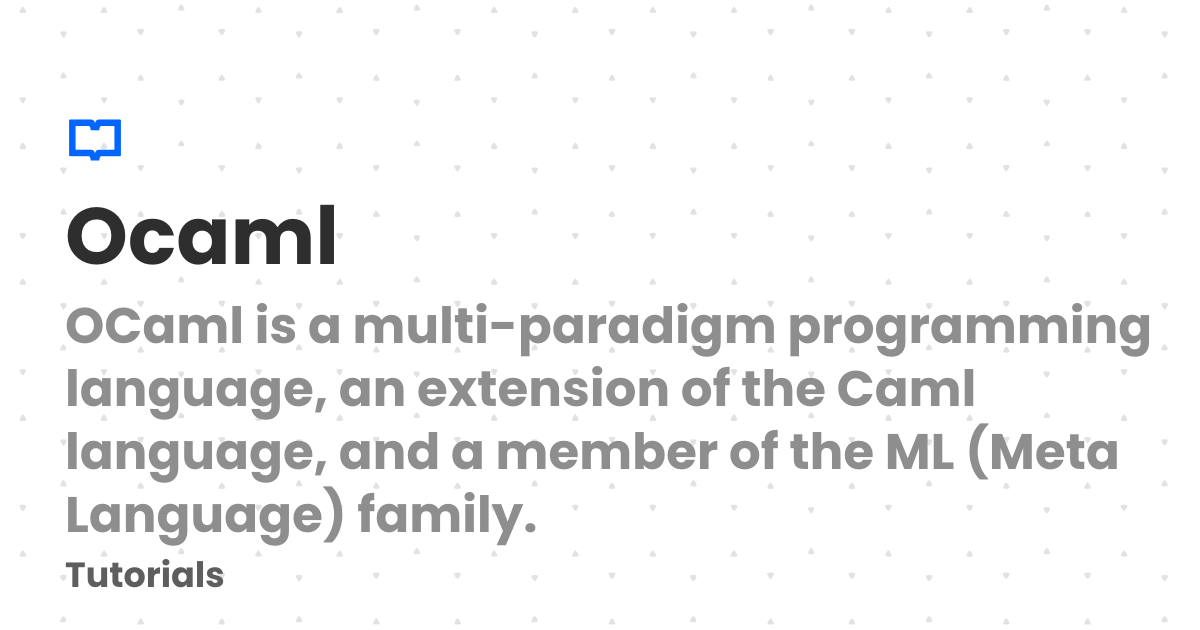 Ocaml
OCaml is a multi-paradigm programming
language, an extension of the Caml
language, and a member of the ML (Meta
Language) family.
Tutorials